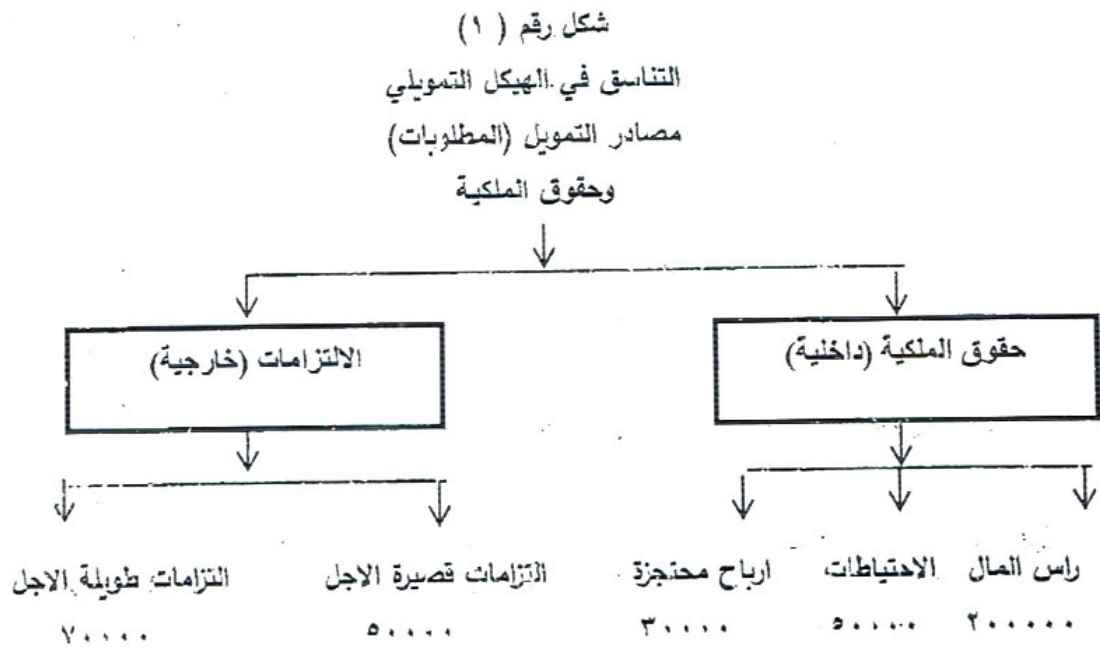 شكل رقم ( ١ )
التناسق في الهيكل التمويلي
مصادر التمويل (المطلوبات)
وحقوق الملكية
حقوق الملكية (داخلية)
الالتزامات (خارجية)
راس المال
الاحتياطات
ارباح محتجزة
التزامات قصيرة الاجل
التزامات طويلة الاجل
٢٠٠٠٠٠
٥٠٠٠٠
٣٠٠٠٠
٥٠٠٠٠
٧٠٠٠٠